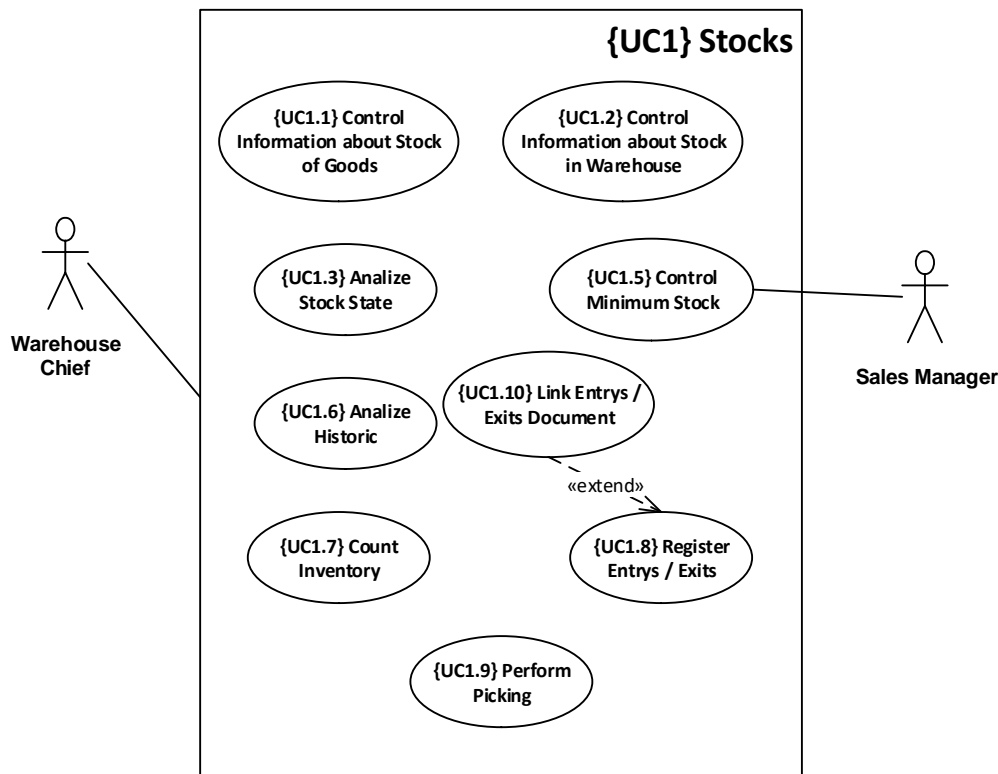 {UC1} Stocks
{UC1.1} Control
Information about Stock
of Goods
{UC1.2} Control
Information about Stock
in Warehouse
{UC1.3} Analize
Stock State
{UC1.5} Control
Minimum Stock
Warehouse
Chief
Sales Manager
{UC1.6} Analize
Historic
{UC1.10} Link Entrys /
Exits Document
«extend»
{UC1.7} Count
Inventory
{UC1.8} Register
Entrys / Exits
{UC1.9} Perform
Picking